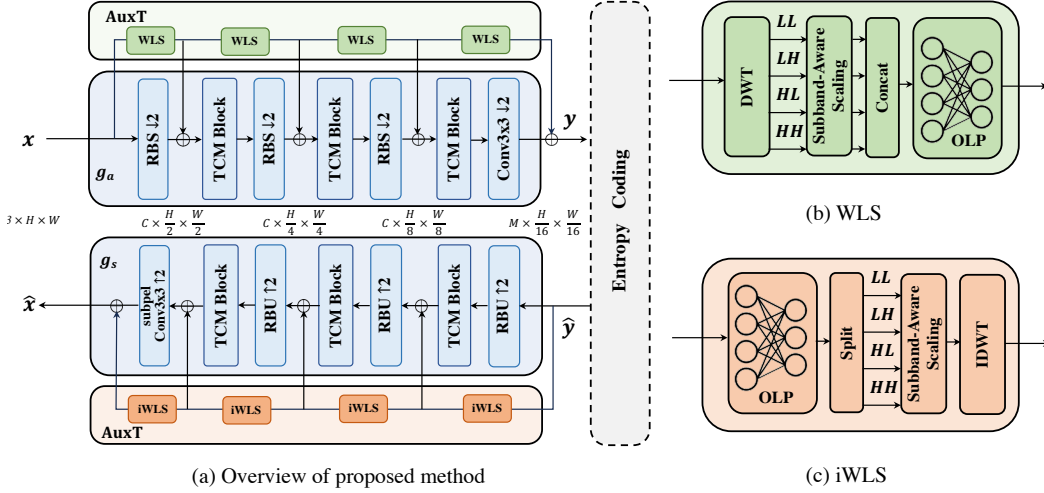 AuxT
WLS WLS WLS WLS
RBS ↓2
TCM Block
RBS ↓2
TCM Block
RBS ↓2
TCM Block
Conv3x3 ↓2
x
y
g_a
3 × H × W
C × H/2 × W/2
C × H/4 × W/4
C × H/8 × W/8
M × H/16 × W/16
g_s
x̂
ŷ
subpel
Conv3x3 ↑2
TCM Block
RBU ↑2
TCM Block
RBU ↑2
TCM Block
RBU ↑2
iWLS iWLS iWLS iWLS
AuxT
Entropy Coding
(a) Overview of proposed method
DWT
LL
LH
HL
HH
Subband-Aware
Scaling
Concat
OLP
(b) WLS
OLP
Split
LL
LH
HL
HH
Subband-Aware
Scaling
IDWT
(c) iWLS